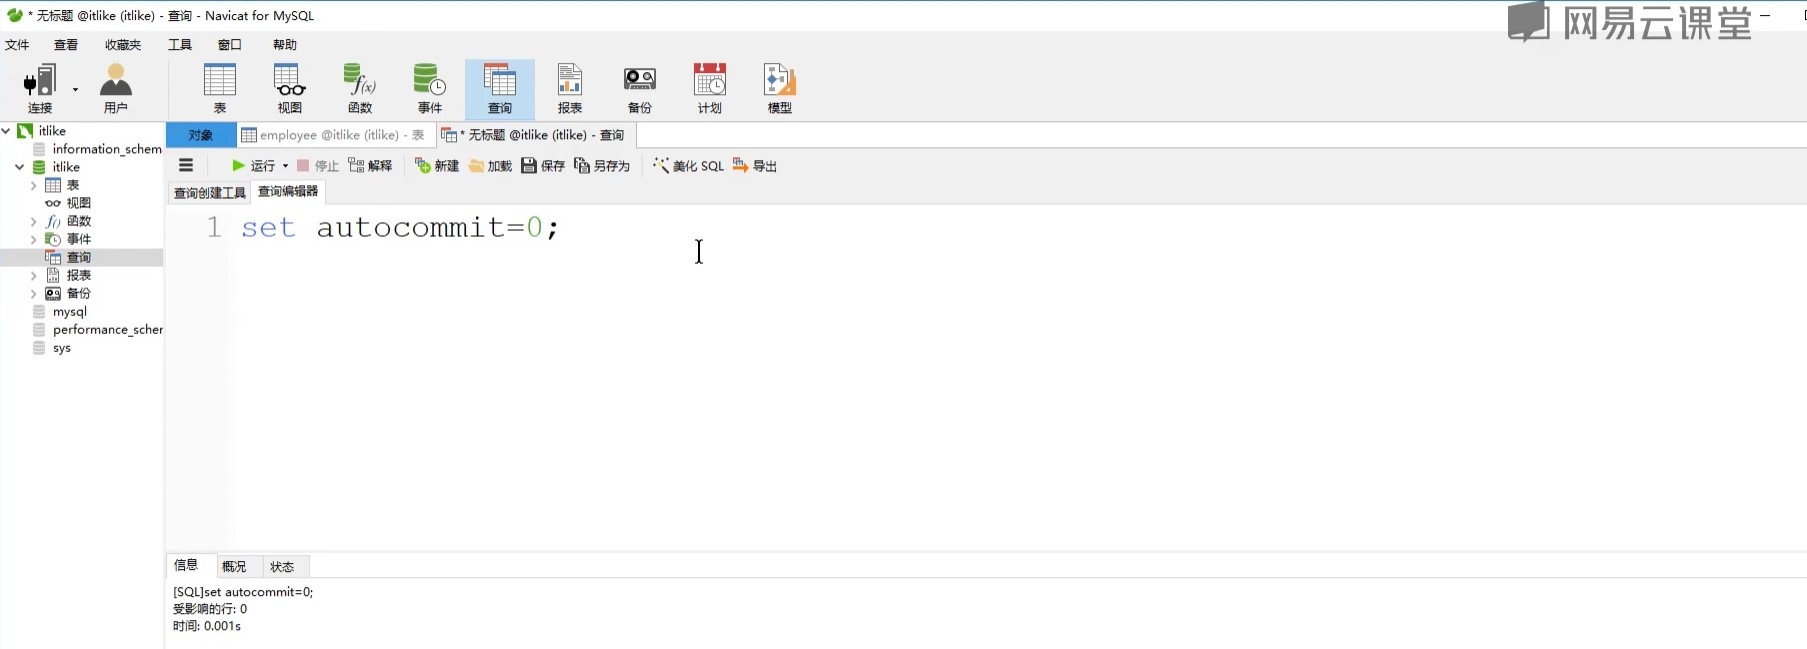 * 无标题 @itlike (itlike) - 查询 - Navicat for MySQL
网易云课堂
文件 查看 收藏夹 工具 窗口 帮助
连接 用户 表 视图 函数 事件 查询 报表 备份 计划 模型
itlike
information_schem
itlike
表
视图
函数
事件
查询
报表
备份
mysql
performance_scher
sys
对象 employee @itlike (itlike) - 表 * 无标题 @itlike (itlike) - 查询
运行 停止 解释 新建 加载 保存 另存为 美化 SQL 导出
查询创建工具 查询编辑器
1 set autocommit=0;
信息 概况 状态
[SQL]set autocommit=0;
受影响的行: 0
时间: 0.001s